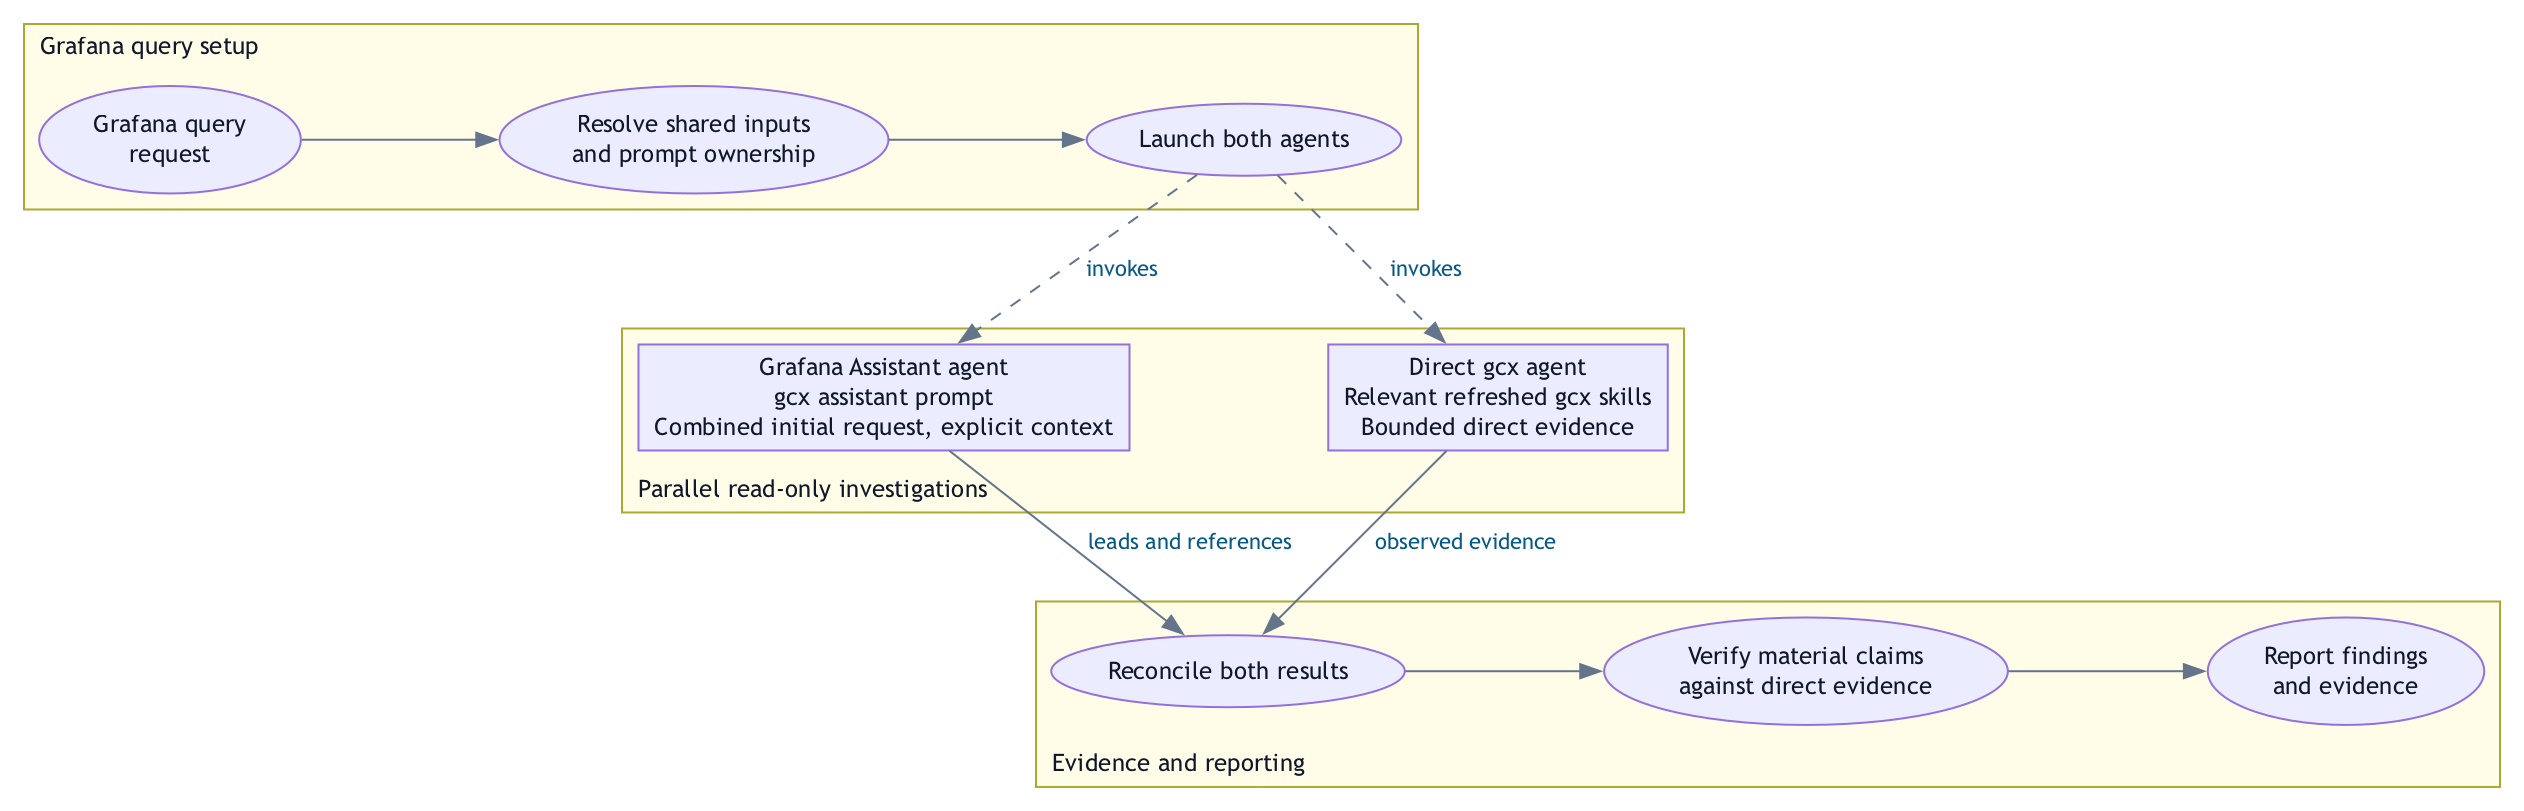 Grafana query setup
Grafana query
request
Resolve shared inputs
and prompt ownership
Launch both agents
invokes
invokes
Grafana Assistant agent
gcx assistant prompt
Combined initial request, explicit context
Direct gcx agent
Relevant refreshed gcx skills
Bounded direct evidence
Parallel read-only investigations
leads and references
observed evidence
Reconcile both results
Verify material claims
against direct evidence
Report findings
and evidence
Evidence and reporting